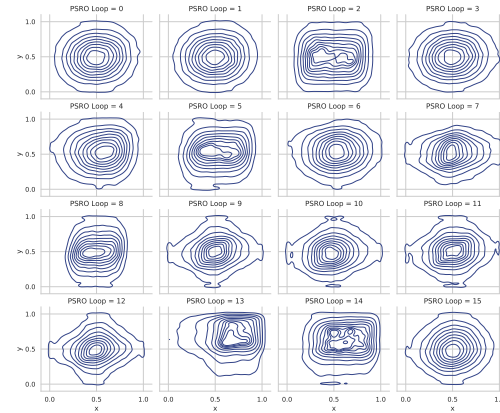 PSRO Loop = 0 PSRO Loop = 1 PSRO Loop = 2 PSRO Loop = 3
1.0
y 0.5
0.0
PSRO Loop = 4 PSRO Loop = 5 PSRO Loop = 6 PSRO Loop = 7
1.0
y 0.5
0.0
PSRO Loop = 8 PSRO Loop = 9 PSRO Loop = 10 PSRO Loop = 11
1.0
y 0.5
0.0
PSRO Loop = 12 PSRO Loop = 13 PSRO Loop = 14 PSRO Loop = 15
1.0
y 0.5
0.0
0.0 0.5 1.0 0.0 0.5 1.0 0.0 0.5 1.0 0.0 0.5 1.0
x x x x